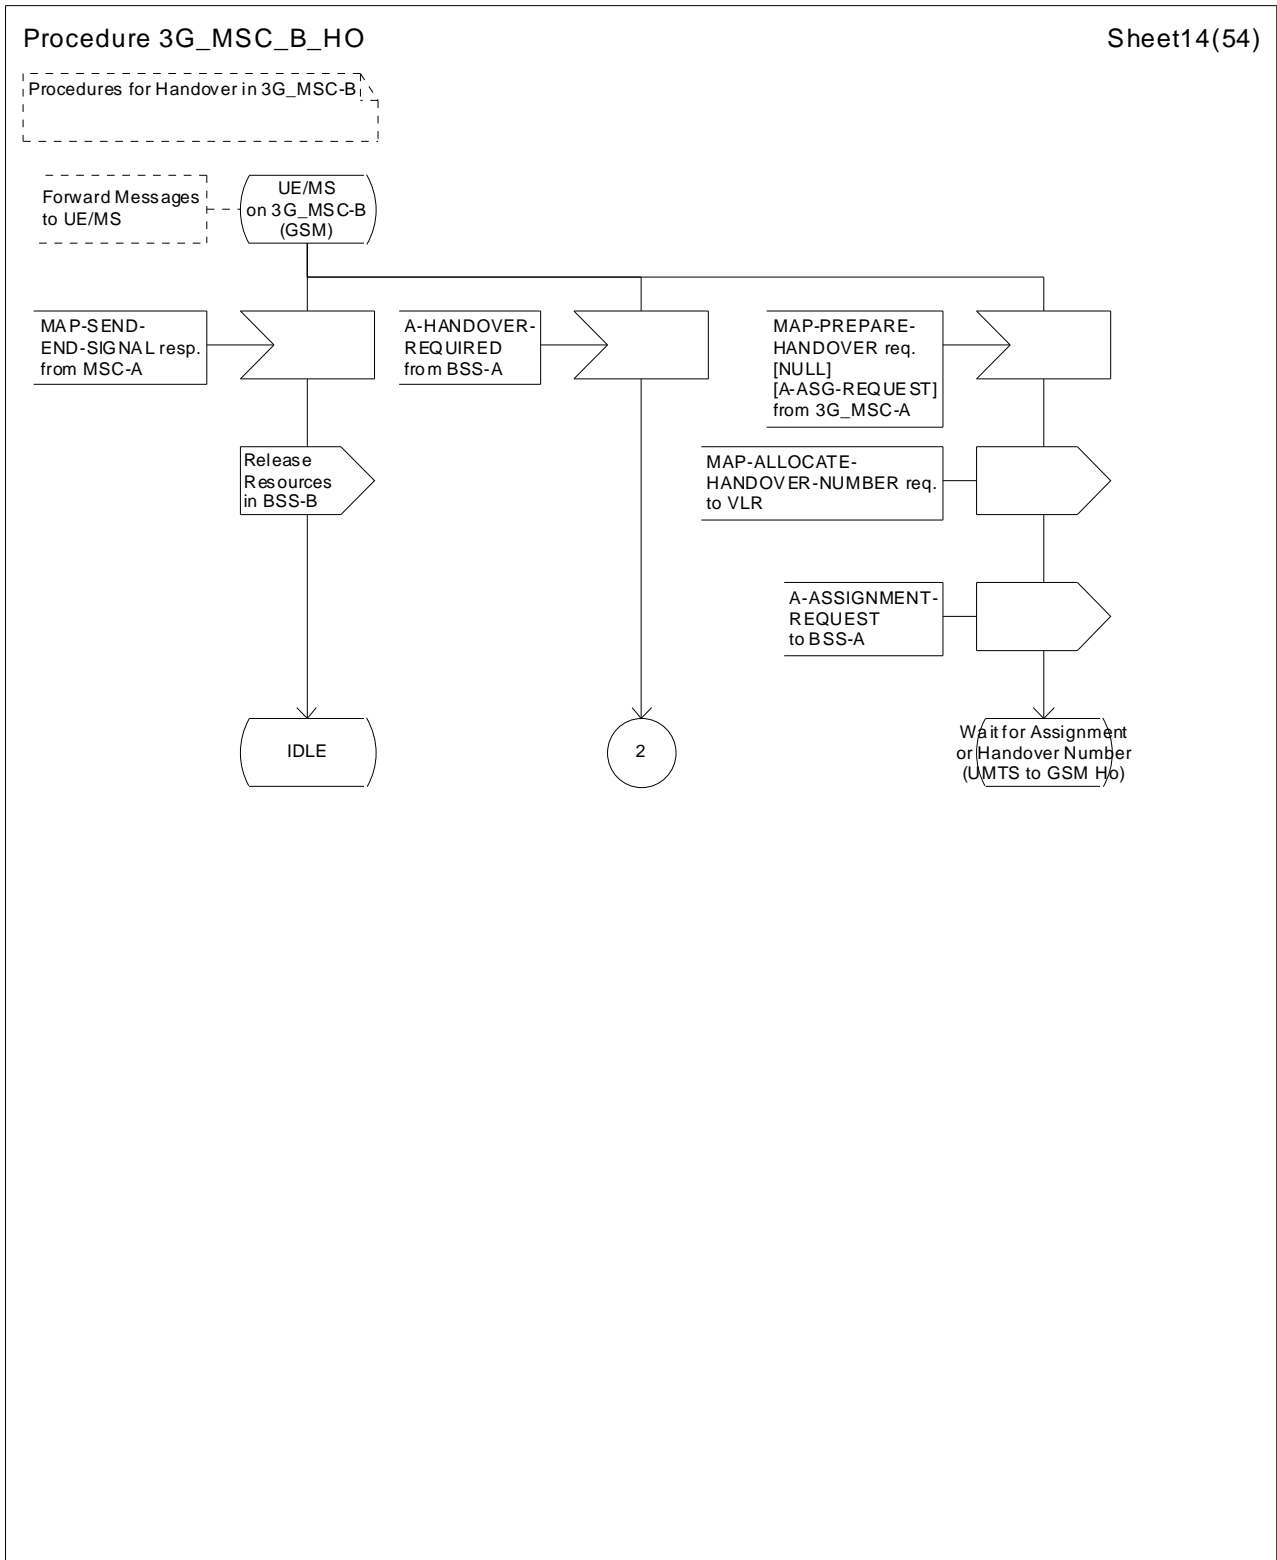 Procedure 3G_MSC_B_HO
Sheet14(54)
Procedures for Handover in 3G_MSC-B
Forward Messages
to UE/MS
UE/MS
on 3G_MSC-B
(GSM)
MAP-SEND-
END-SIGNAL resp.
from MSC-A
A-HANDOVER-
REQUIRED
from BSS-A
MAP-PREPARE-
HANDOVER req.
[NULL]
[A-ASG-REQUEST]
from 3G_MSC-A
Release
Resources
in BSS-B
MAP-ALLOCATE-
HANDOVER-NUMBER req.
to VLR
A-ASSIGNMENT-
REQUEST
to BSS-A
IDLE
2
Wait for Assignment
or Handover Number
(UMTS to GSM Ho)